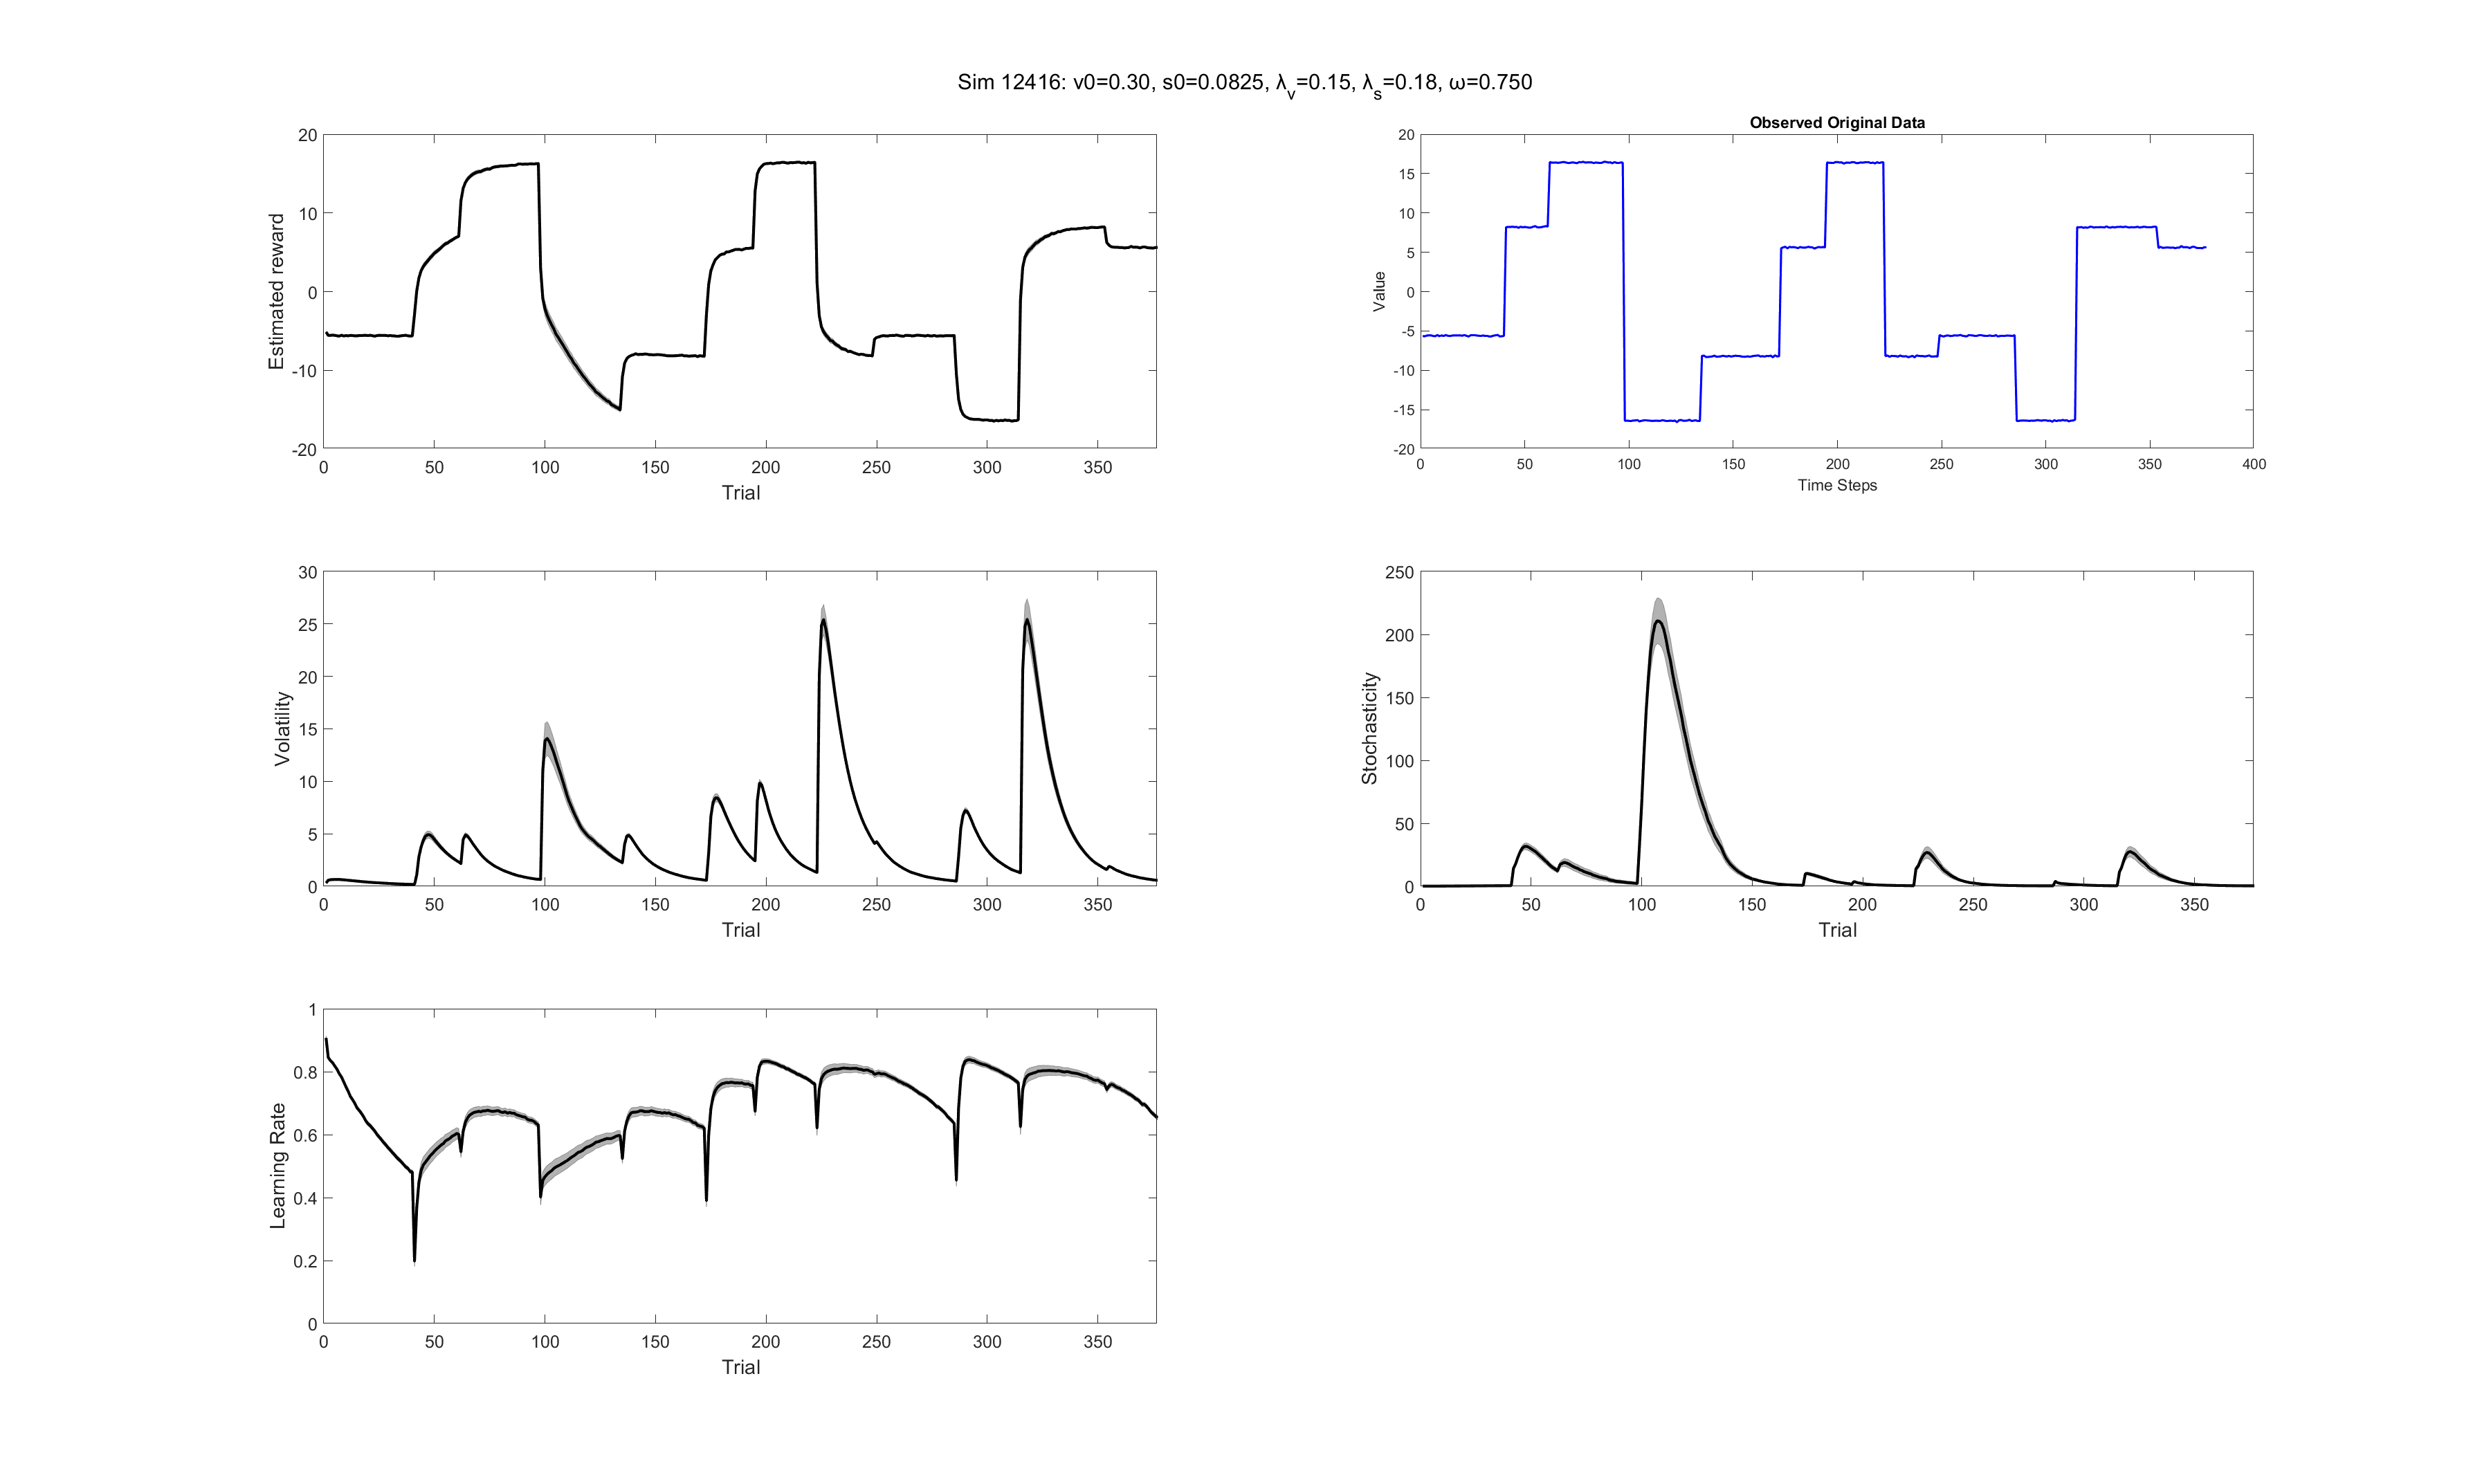 Sim 12416: v0=0.30, s0=0.0825, λv=0.15, λs=0.18, ω=0.750
20
10
0
-10
-20
Estimated reward
0 50 100 150 200 250 300 350
Trial
Observed Original Data
20
15
10
5
0
-5
-10
-15
-20
Value
0 50 100 150 200 250 300 350 400
Time Steps
30
25
20
15
10
5
0
Volatility
0 50 100 150 200 250 300 350
Trial
250
200
150
100
50
0
Stochasticity
0 50 100 150 200 250 300 350
Trial
1
0.8
0.6
0.4
0.2
0
Learning Rate
0 50 100 150 200 250 300 350
Trial